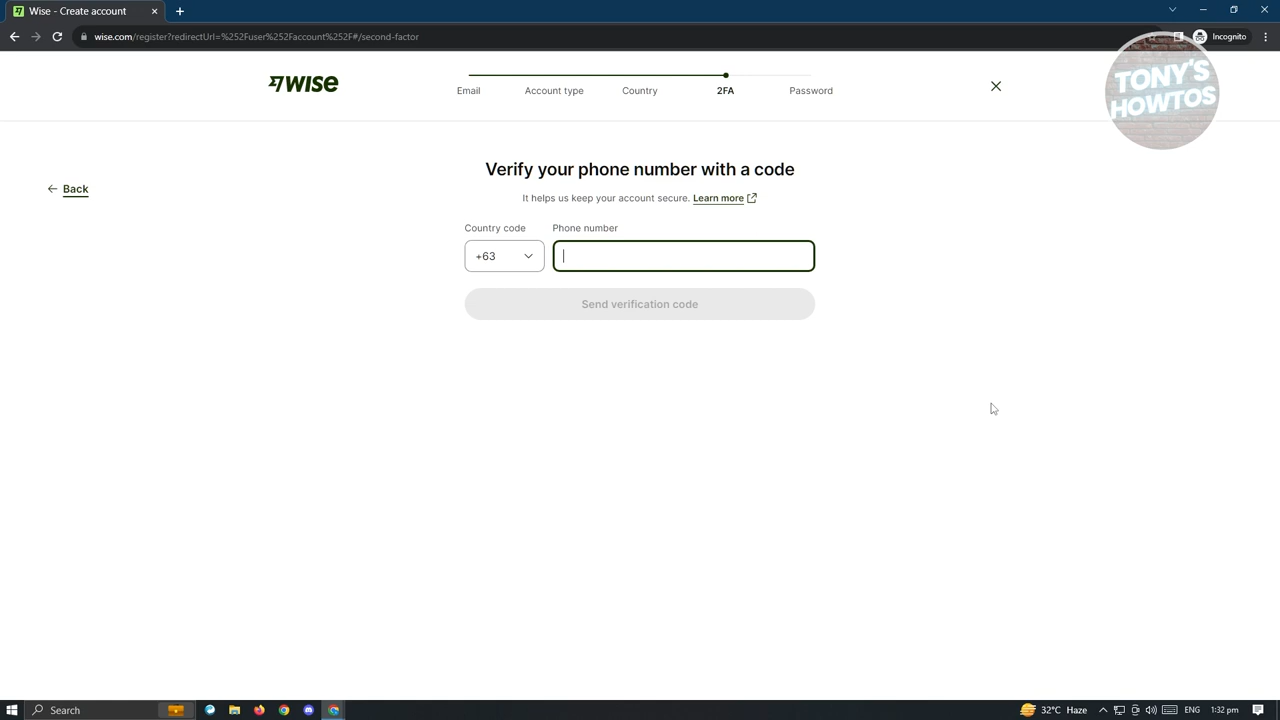 Wise - Create account
wise.com/register?redirectUrl=%252Fuser%252Faccount%252F#/second-factor
Incognito
WISE
Email
Account type
Country
2FA
Password
TONY'S
HOWTOS
Back
Verify your phone number with a code
It helps us keep your account secure. Learn more
Country code
Phone number
+63
Send verification code
Search
32°C Haze
ENG
1:32 pm